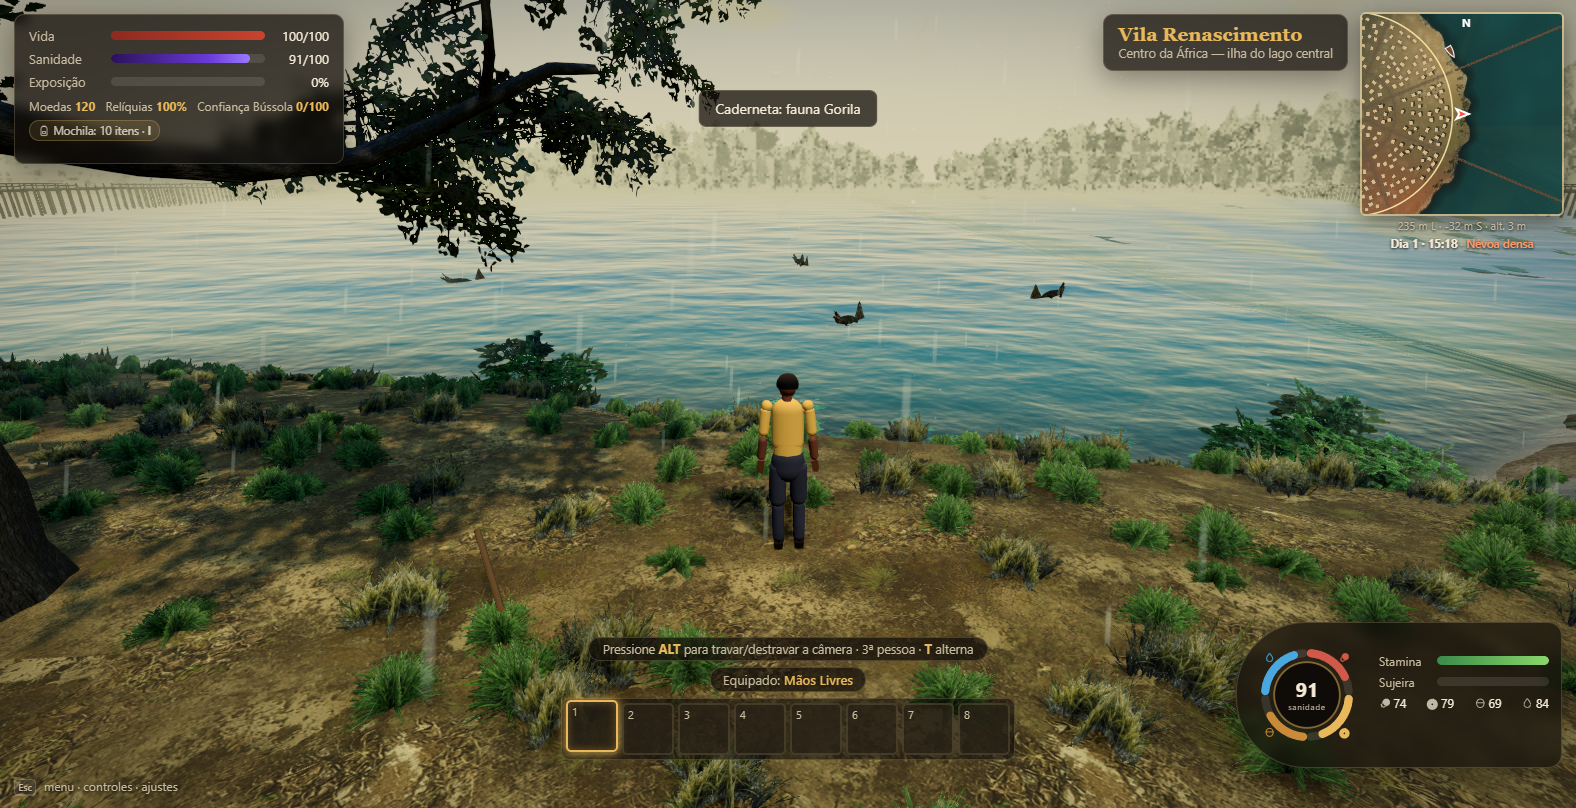 Vida 100/100
Sanidade 91/100
Exposição 0%
Moedas 120 Relíquias 100% Confiança Bússola 0/100
Mochila: 10 itens · I
Caderneta: fauna Gorila
Vila Renascimento
Centro da África — ilha do lago central
N
235 m L · -32 m S · alt. 3 m
Dia 1 · 15:18 · Névoa densa
Pressione ALT para travar/destravar a câmera · 3ª pessoa · T alterna
Equipado: Mãos Livres
1 2 3 4 5 6 7 8
91
sanidade
Stamina
Sujeira
74 79 69 84
Esc menu · controles · ajustes